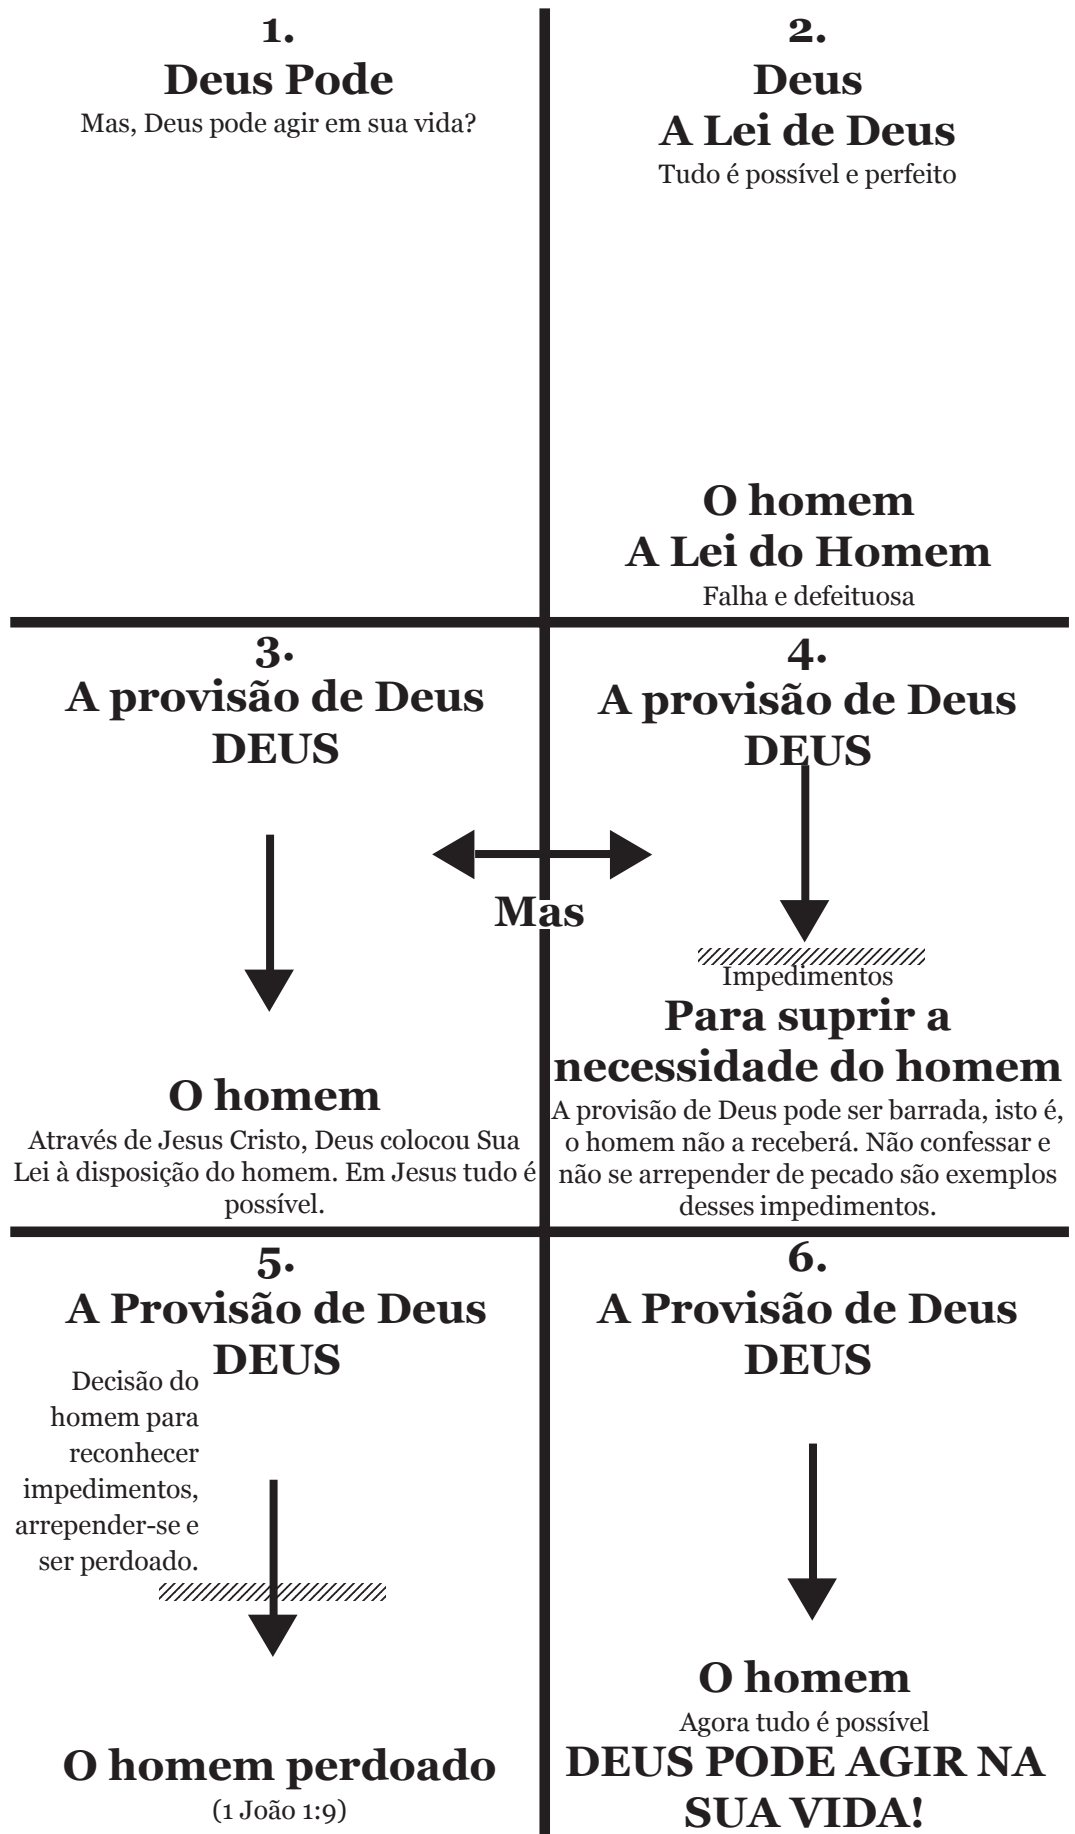 1.
Deus Pode
Mas, Deus pode agir em sua vida?
2.
Deus
A Lei de Deus
Tudo é possível e perfeito
O homem
A Lei do Homem
Falha e defeituosa
3.
A provisão de Deus
DEUS
O homem
Através de Jesus Cristo, Deus colocou Sua
Lei à disposição do homem. Em Jesus tudo é
possível.
Mas
4.
A provisão de Deus
DEUS
Impedimentos
Para suprir a
necessidade do homem
A provisão de Deus pode ser barrada, isto é,
o homem não a receberá. Não confessar e
não se arrepender de pecado são exemplos
desses impedimentos.
5.
A Provisão de Deus
DEUS
Decisão do
homem para
reconhecer
impedimentos,
arrepender-se e
ser perdoado.
O homem perdoado
(1 João 1:9)
6.
A Provisão de Deus
DEUS
O homem
Agora tudo é possível
DEUS PODE AGIR NA
SUA VIDA!